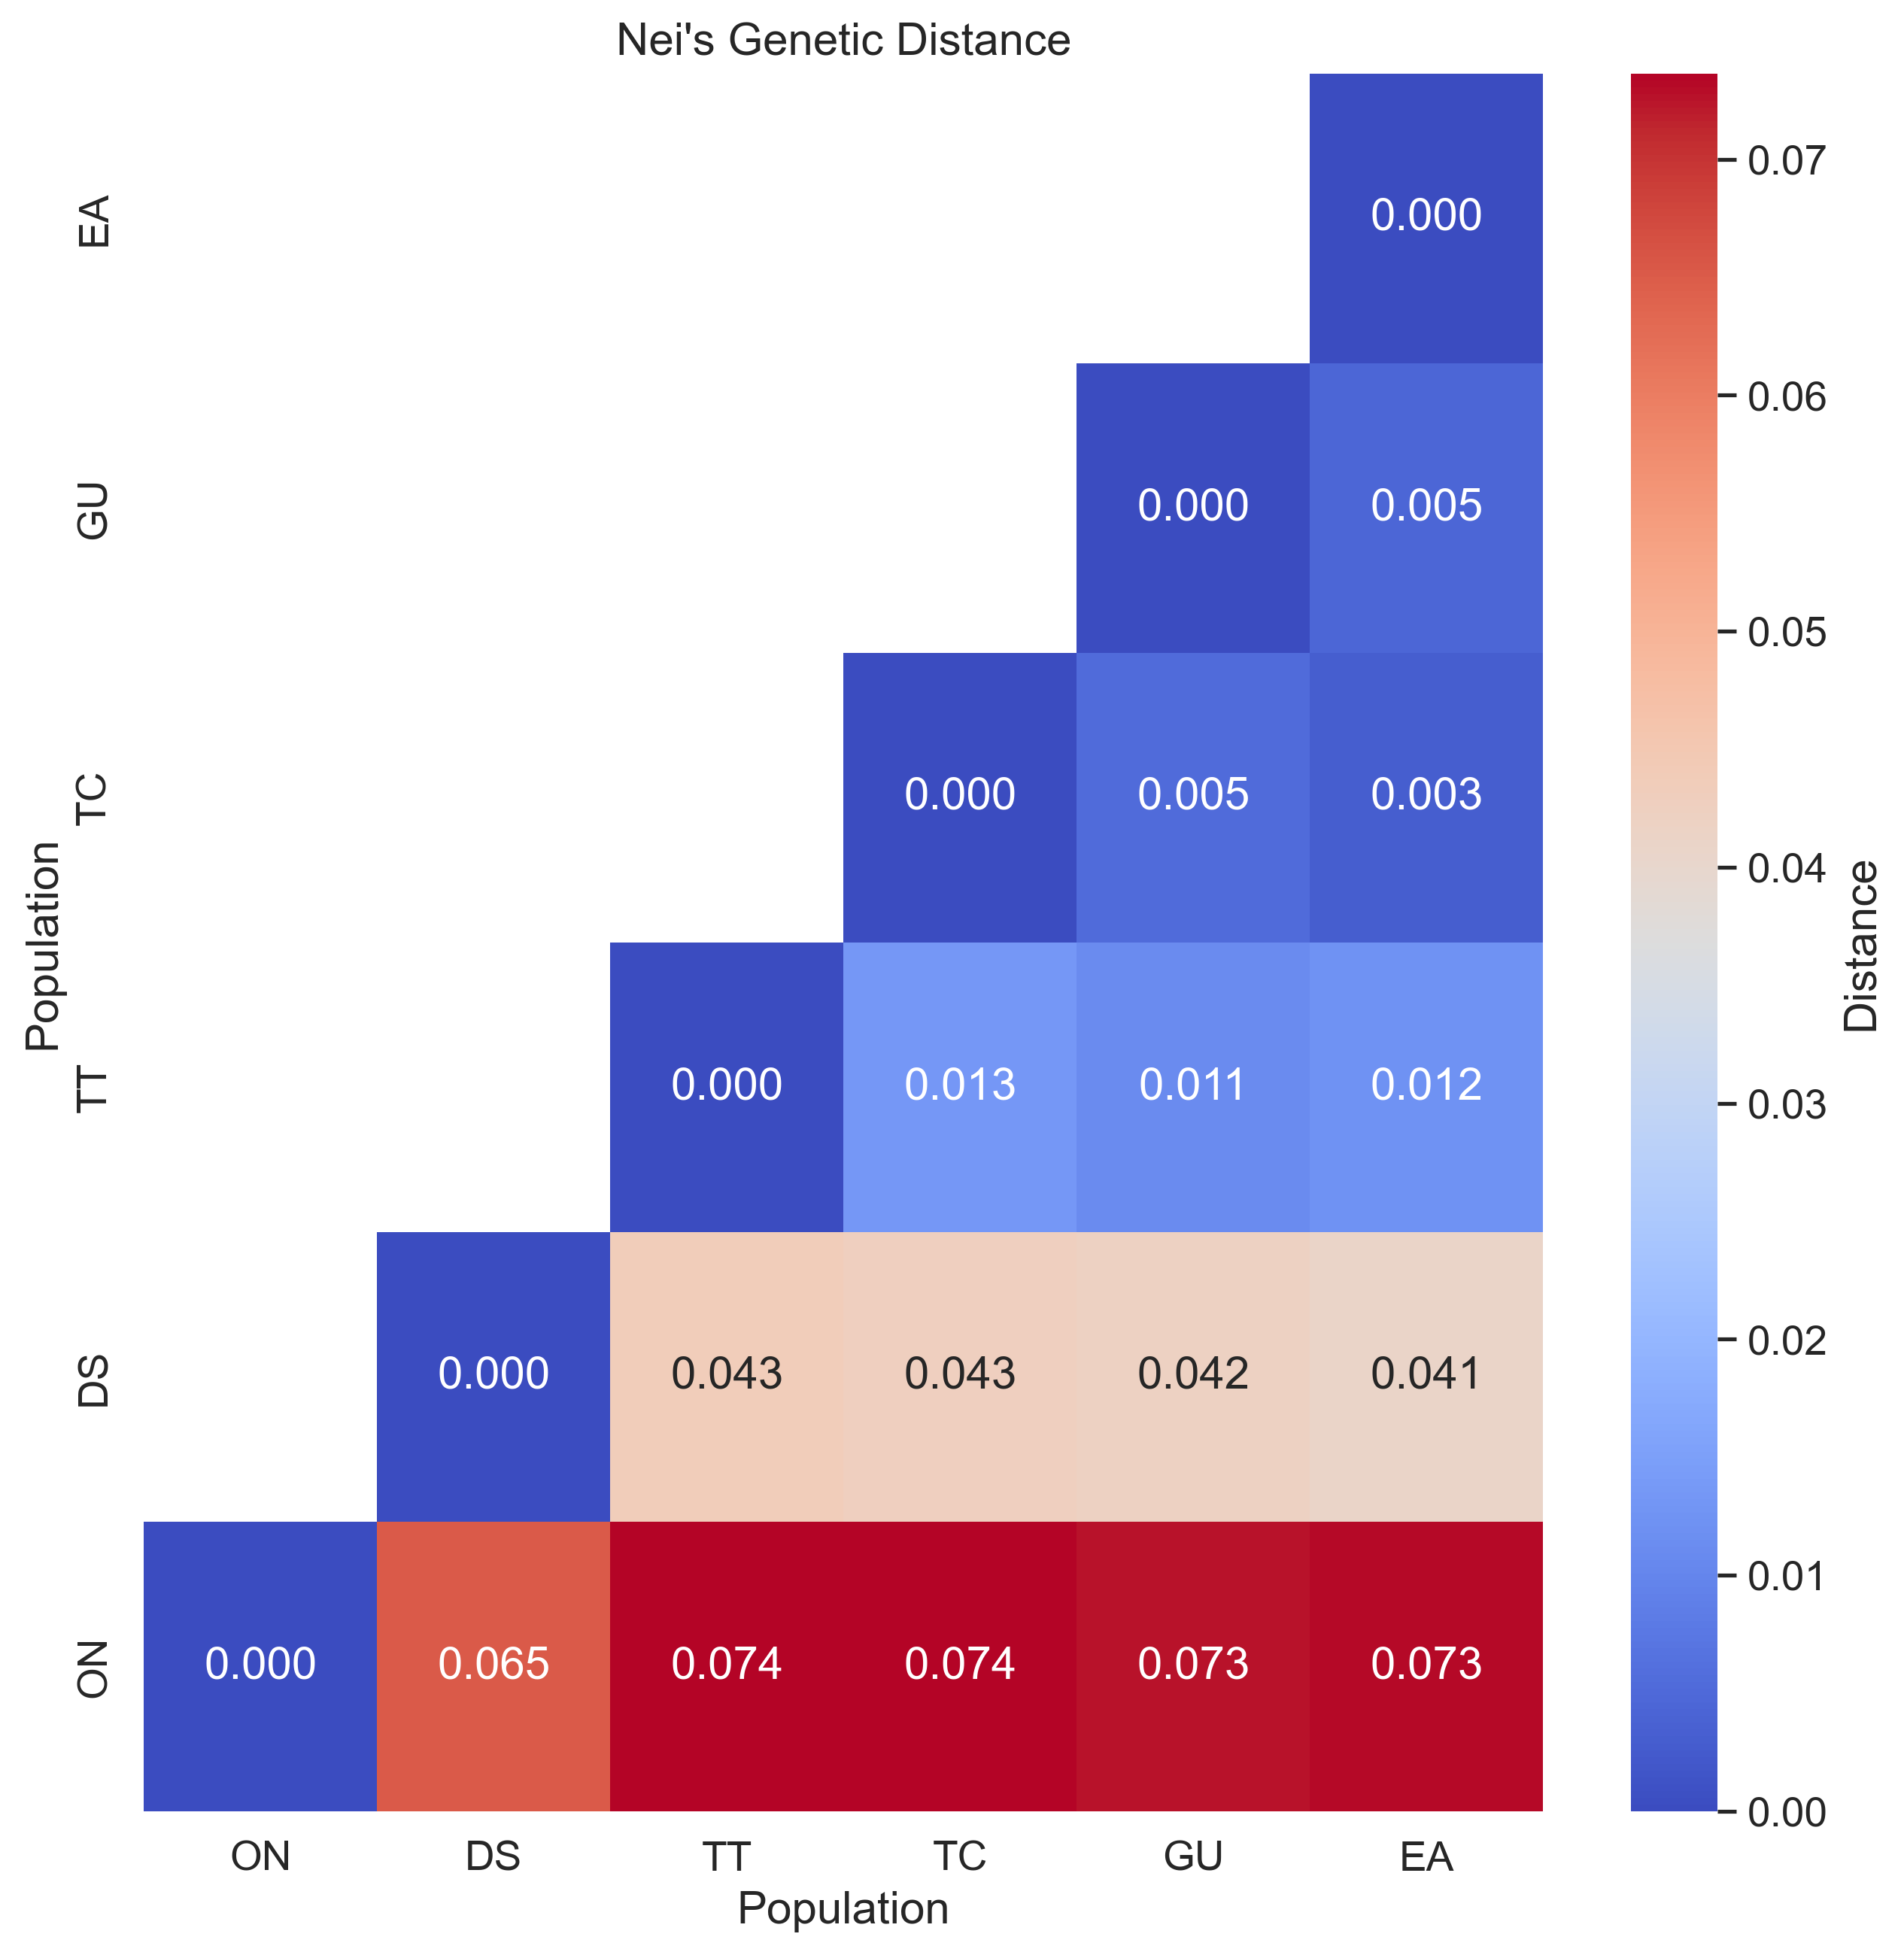 Nei's Genetic Distance
EA
0.000
GU
0.000 0.005
TC
0.000 0.005 0.003
TT
0.000 0.013 0.011 0.012
DS
0.000 0.043 0.043 0.042 0.041
ON
0.000 0.065 0.074 0.074 0.073 0.073
Population
ON DS TT TC GU EA
Population
0.07
0.06
0.05
0.04
0.03
0.02
0.01
0.00
Distance